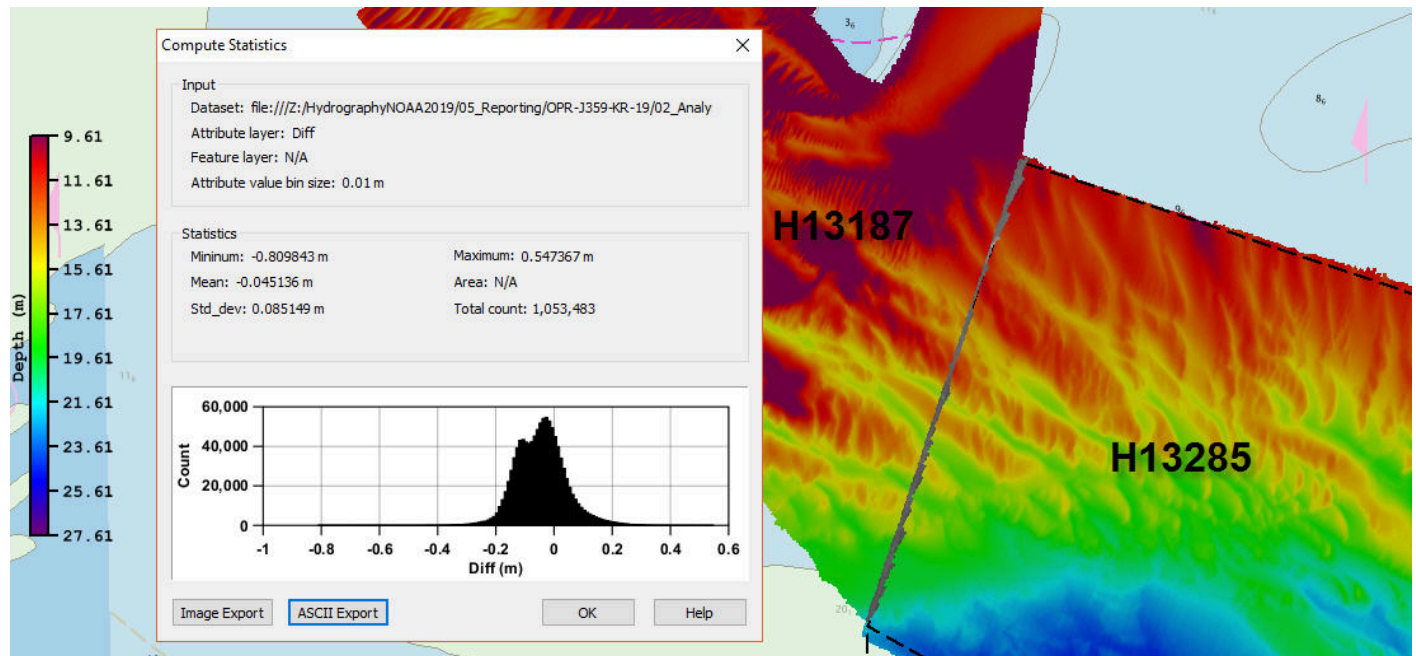 Compute Statistics
Input
Dataset: file:///Z:/HydrographyNOAA2019/05_Reporting/OPR-J359-KR-19/02_Analy
Attribute layer: Diff
Feature layer: N/A
Attribute value bin size: 0.01 m
Statistics
Mininum: -0.809843 m Maximum: 0.547367 m
Mean: -0.045136 m Area: N/A
Std_dev: 0.085149 m Total count: 1,053,483
60,000
40,000
20,000
0
Count
-1 -0.8 -0.6 -0.4 -0.2 0 0.2 0.4 0.6
Diff (m)
Image Export ASCII Export OK Help
Depth (m)
9.61
11.61
13.61
15.61
17.61
19.61
21.61
23.61
25.61
27.61
11₆
3₆
8₆
9₆
H13187
H13285